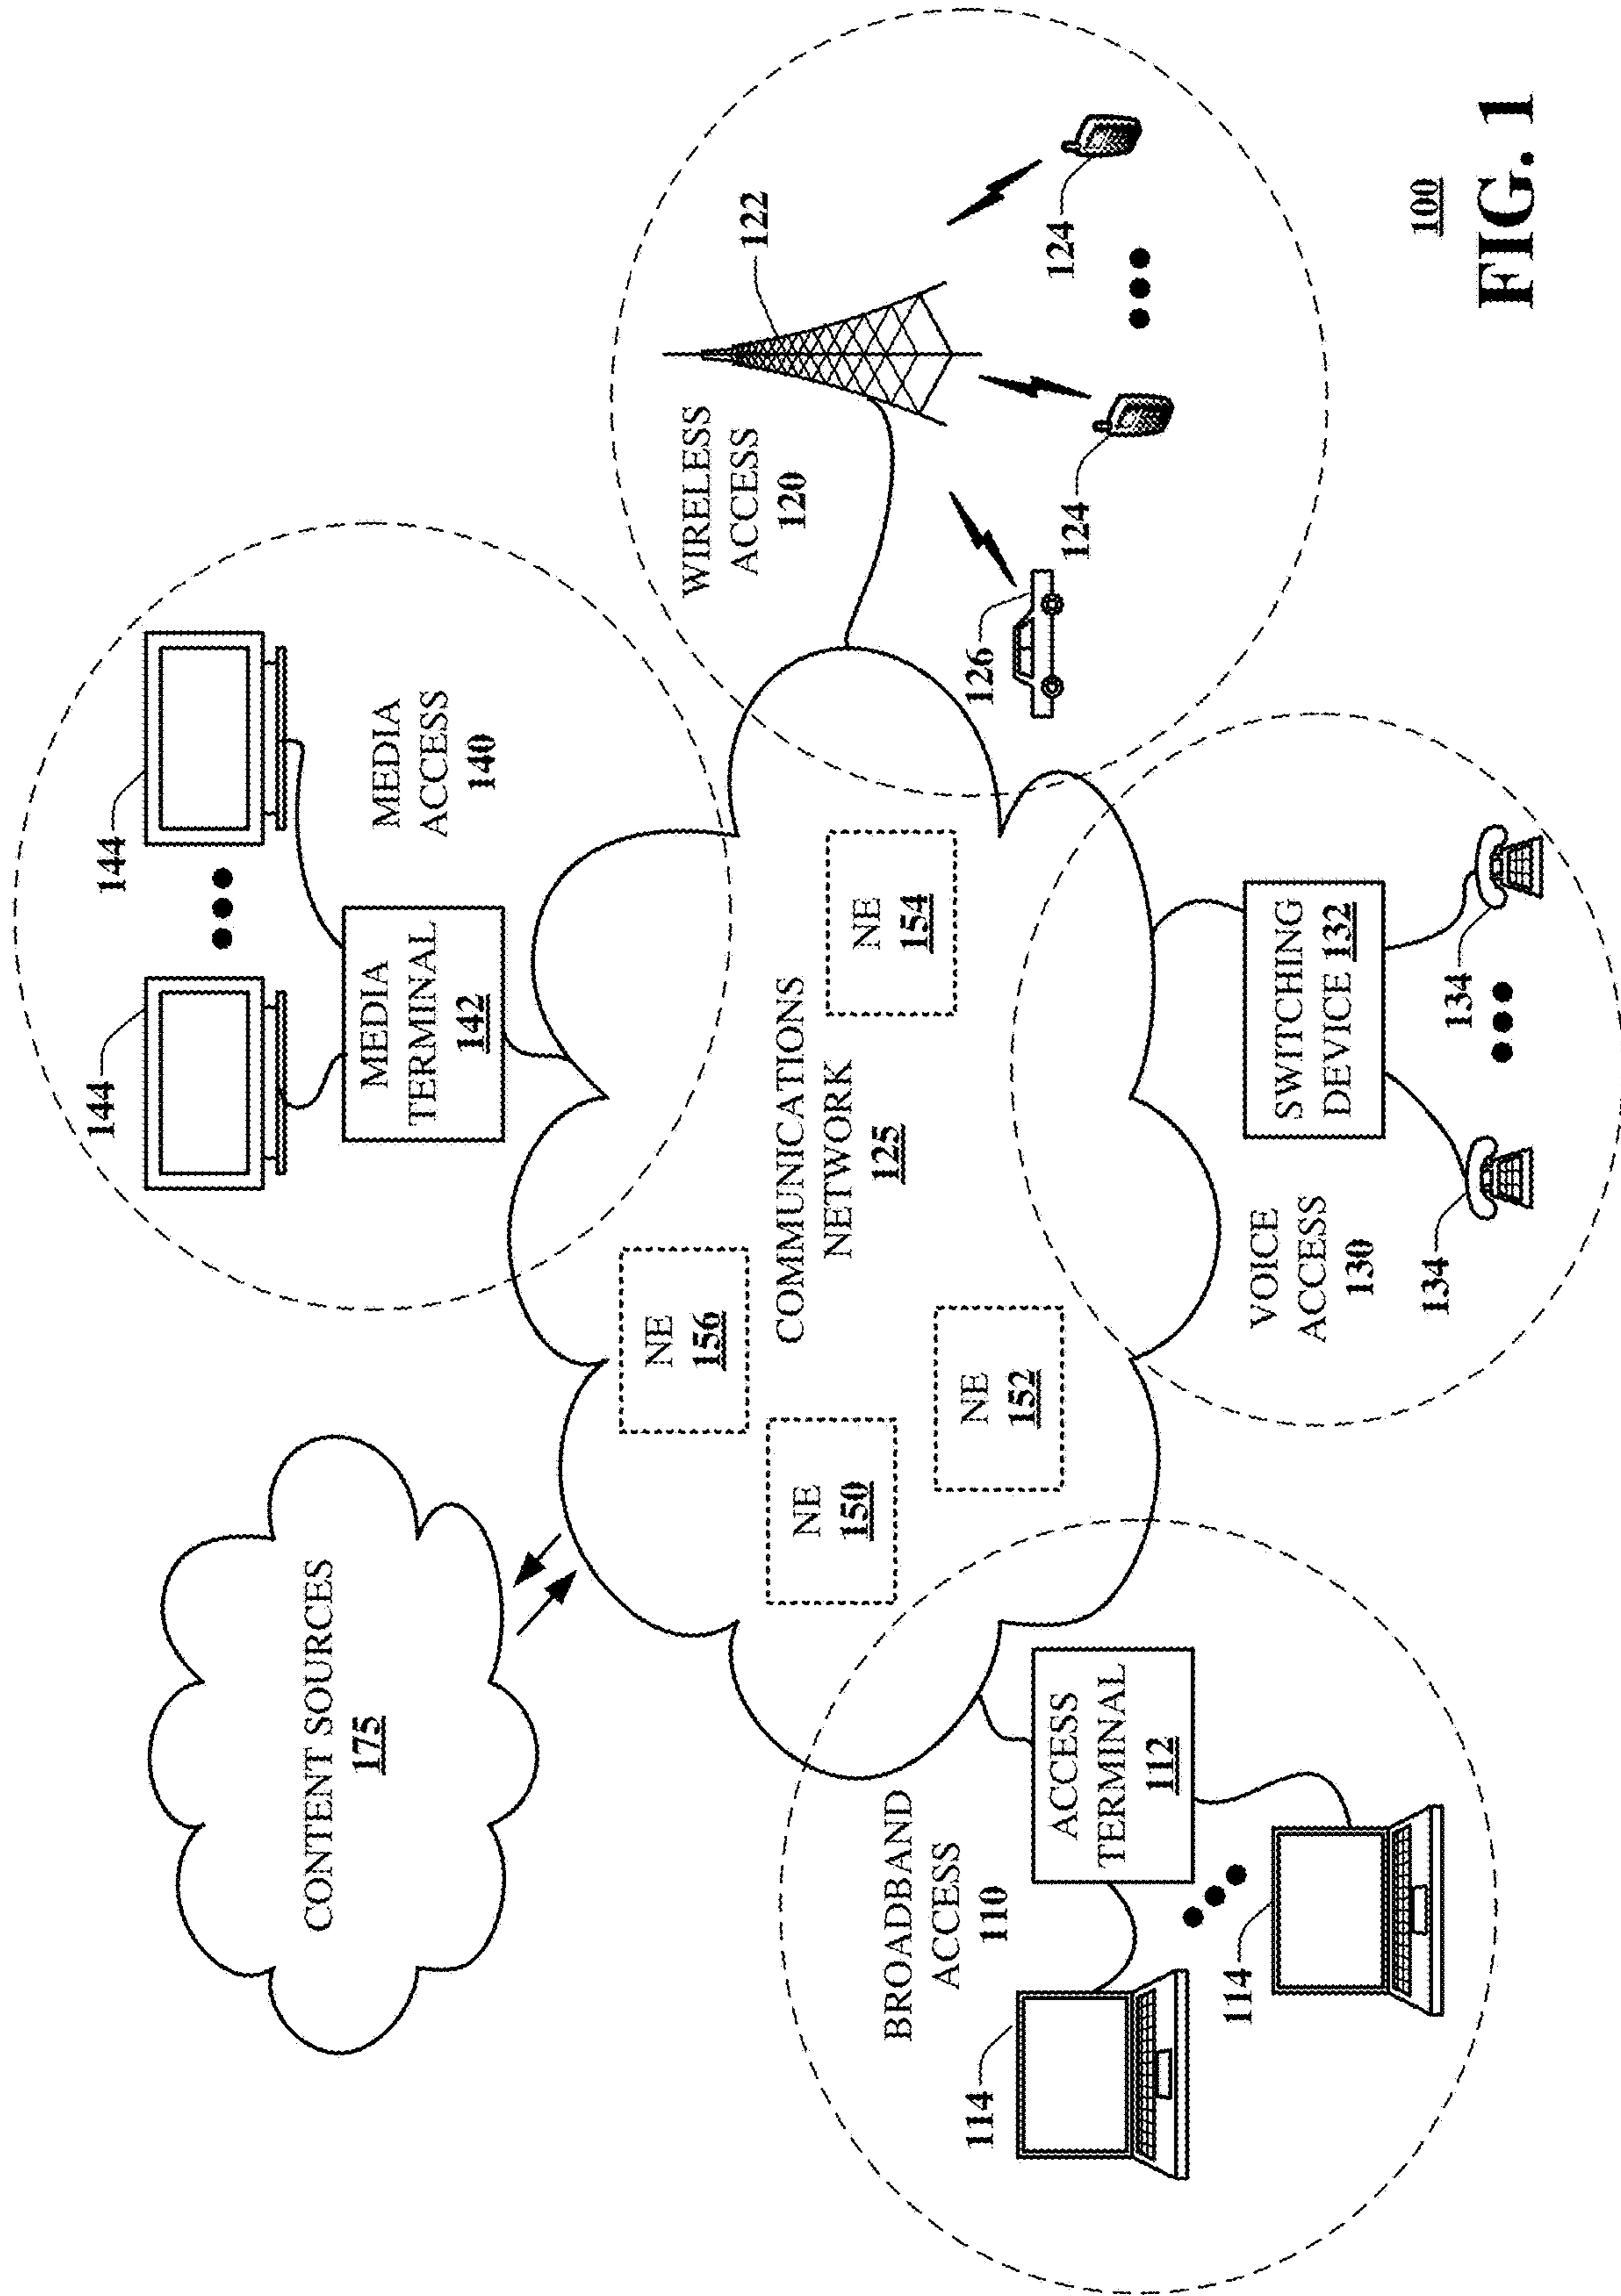 CONTENT SOURCES
175
144
144
MEDIA
TERMINAL
142
MEDIA
ACCESS
140
NE
156
NE
150
NE
152
NE
154
COMMUNICATIONS
NETWORK
125
BROADBAND
ACCESS
110
ACCESS
TERMINAL
112
114
114
VOICE
ACCESS
130
SWITCHING
DEVICE 132
134
134
WIRELESS
ACCESS
120
122
126
124
124
100
FIG. 1